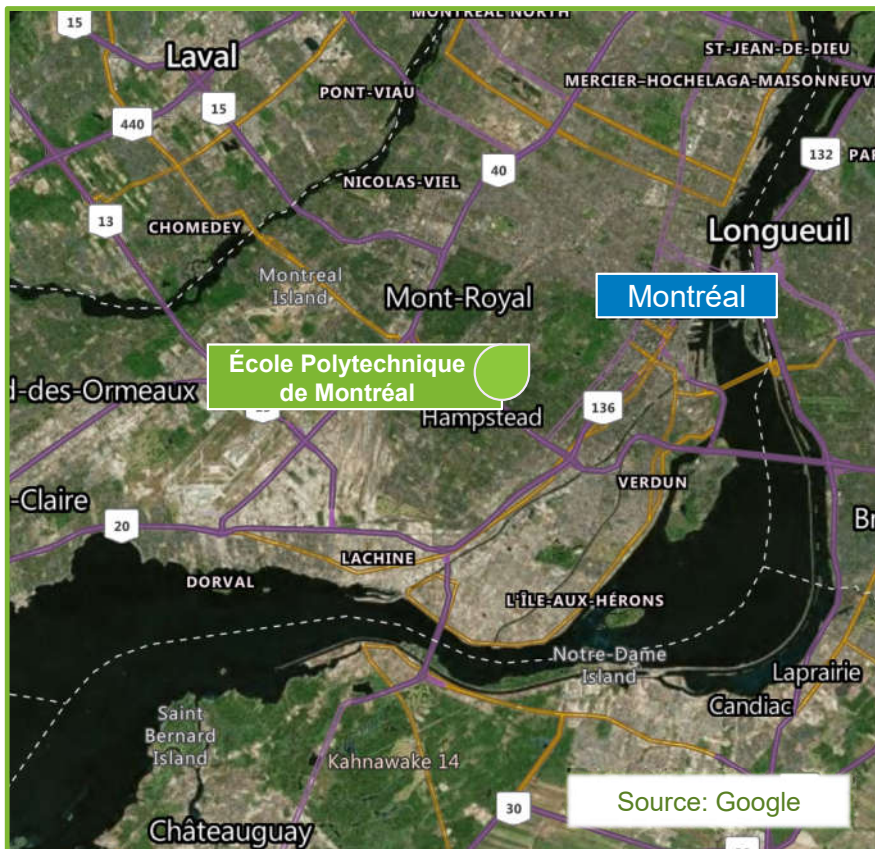 MONTREAL NORTH
15
Laval
ST-JEAN-DE-DIEU
MERCIER-HOCHELAGA-MAISONNEUV
PONT-VIAU
15
440
132
40
NICOLAS-VIEL
13
CHOMEDEY
Longueuil
Montreal
Island
Mont-Royal
Montréal
École Polytechnique
de Montréal
d-des-Ormeaux
Hampstead
136
-Claire
VERDUN
20
Br
LACHINE
DORVAL
L'ÎLE-AUX-HÉRONS
Notre-Dame
Island
Laprairie
Candiac
Saint
Bernard
Island
Kahnawake 14
30
Source: Google
Châteauguay